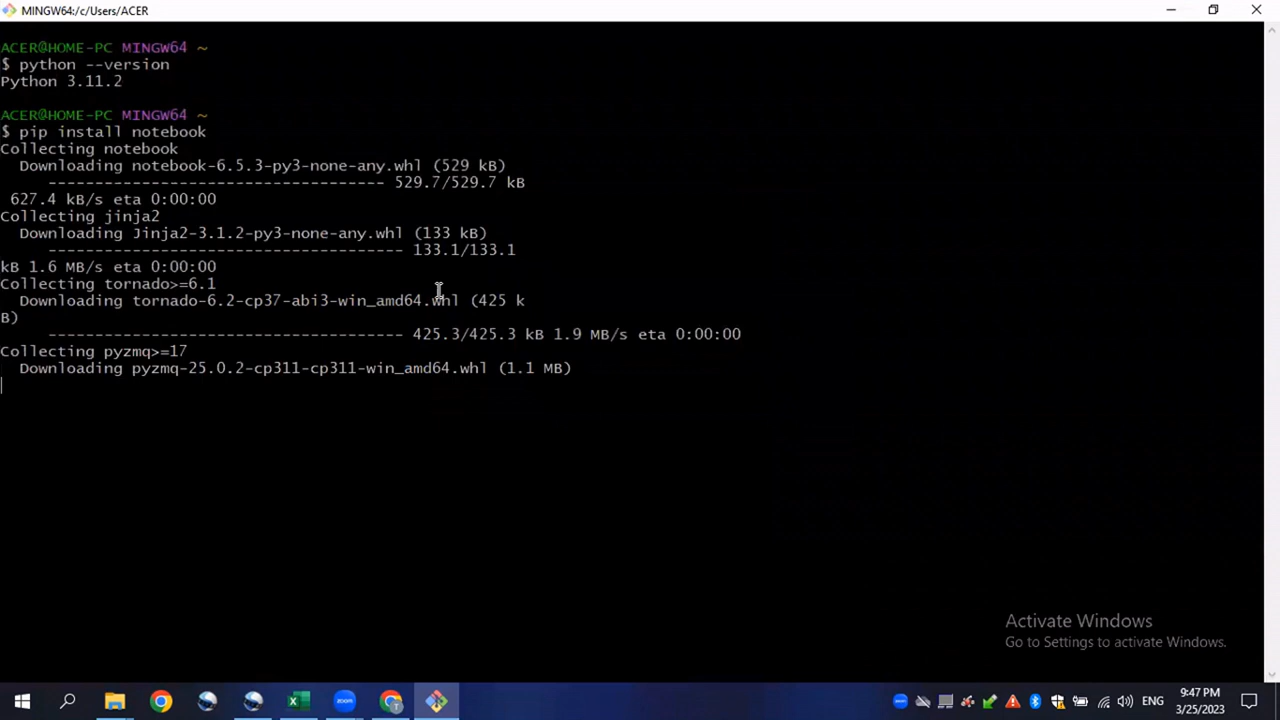 MINGW64:/c/Users/ACER
ACER@HOME-PC MINGW64 ~
$ python --version
Python 3.11.2
ACER@HOME-PC MINGW64 ~
$ pip install notebook
Collecting notebook
  Downloading notebook-6.5.3-py3-none-any.whl (529 kB)
     ------------------------------------ 529.7/529.7 kB
 627.4 kB/s eta 0:00:00
Collecting jinja2
  Downloading Jinja2-3.1.2-py3-none-any.whl (133 kB)
     -------------------------------------- 133.1/133.1
kB 1.6 MB/s eta 0:00:00
Collecting tornado>=6.1
  Downloading tornado-6.2-cp37-abi3-win_amd64.whl (425 k
B)
     -------------------------------------- 425.3/425.3 kB 1.9 MB/s eta 0:00:00
Collecting pyzmq>=17
  Downloading pyzmq-25.0.2-cp311-cp311-win_amd64.whl (1.1 MB)
Activate Windows
Go to Settings to activate Windows.
zoom
ENG
9:47 PM
3/25/2023